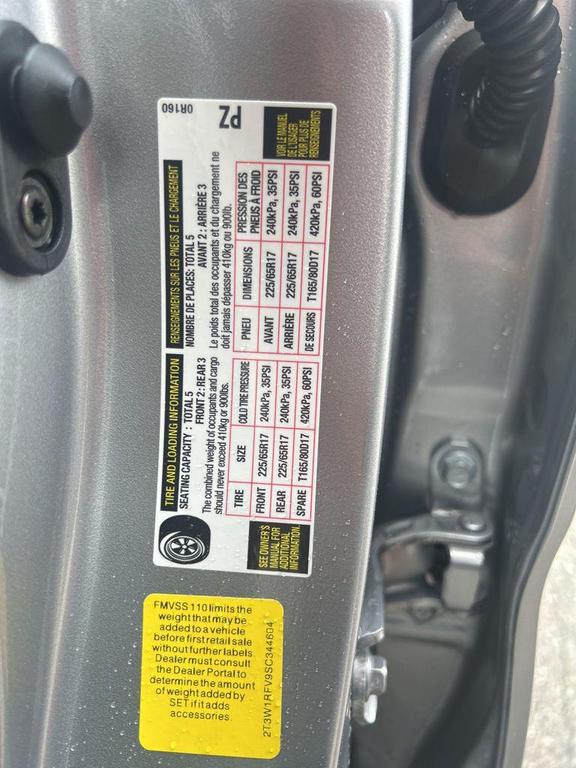 TIRE AND LOADING INFORMATION
SEATING CAPACITY : TOTAL 5
FRONT 2 : REAR 3
The combined weight of occupants and cargo
should never exceed 410kg or 900lbs.
TIRE SIZE COLD TIRE PRESSURE
FRONT 225/65R17 240kPa, 35PSI
REAR 225/65R17 240kPa, 35PSI
SPARE T165/80D17 420kPa, 60PSI
SEE OWNER'S
MANUAL FOR
ADDITIONAL
INFORMATION.
RENSEIGNEMENTS SUR LES PNEUS ET LE CHARGEMENT
NOMBRE DE PLACES: TOTAL 5
AVANT 2 : ARRIÈRE 3
Le poids total des occupants et du chargement ne
doit jamais dépasser 410kg ou 900lb.
PNEU DIMENSIONS PRESSION DES
PNEUS À FROID
AVANT 225/65R17 240kPa, 35PSI
ARRIÈRE 225/65R17 240kPa, 35PSI
DE SECOURS T165/80D17 420kPa, 60PSI
VOIR LE MANUEL
DE L'USAGER
POUR PLUS DE
RENSEIGNEMENTS
0R160
PZ
FMVSS 110 limits the
weight that may be
added to a vehicle
before first retail sale
without further labels.
Dealer must consult
the Dealer Portal to
determine the amount
of weight added by
SET if it adds
accessories.
2T3W1RFV9SC344604